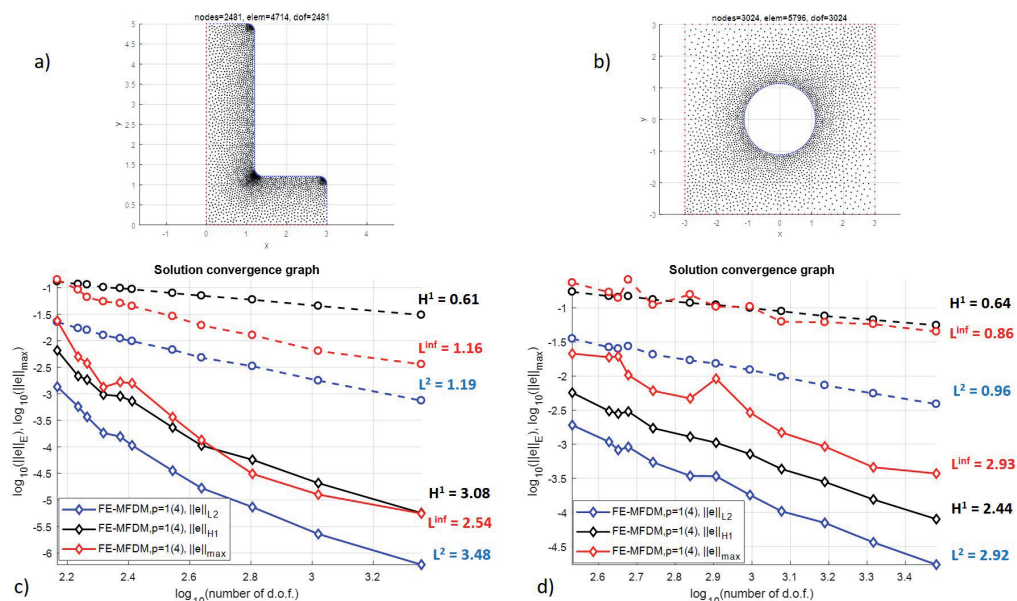 nodes=2481, elem=4714, dof=2481
a)
5
4.5
4
3.5
3
2.5
2
1.5
1
0.5
0
y
-1 0 1 2 3 4
x
nodes=3024, elem=5796, dof=3024
b)
3
2
1
0
-1
-2
-3
y
-3 -2 -1 0 1 2 3
x
Solution convergence graph
-1
-1.5
-2
-2.5
-3
-3.5
-4
-4.5
-5
-5.5
-6
log10(||e||E), log10(||e||max)
H1 = 0.61
Linf = 1.16
L2 = 1.19
H1 = 3.08
Linf = 2.54
L2 = 3.48
FE-MFDM,p=1(4), ||e||L2
FE-MFDM,p=1(4), ||e||H1
FE-MFDM,p=1(4), ||e||max
2.2 2.4 2.6 2.8 3 3.2
c)
log10(number of d.o.f.)
Solution convergence graph
-1
-1.5
-2
-2.5
-3
-3.5
-4
-4.5
log10(||e||E), log10(||e||max)
H1 = 0.64
Linf = 0.86
L2 = 0.96
Linf = 2.93
H1 = 2.44
L2 = 2.92
FE-MFDM,p=1(4), ||e||L2
FE-MFDM,p=1(4), ||e||H1
FE-MFDM,p=1(4), ||e||max
2.6 2.7 2.8 2.9 3 3.1 3.2 3.3 3.4
d)
log10(number of d.o.f.)